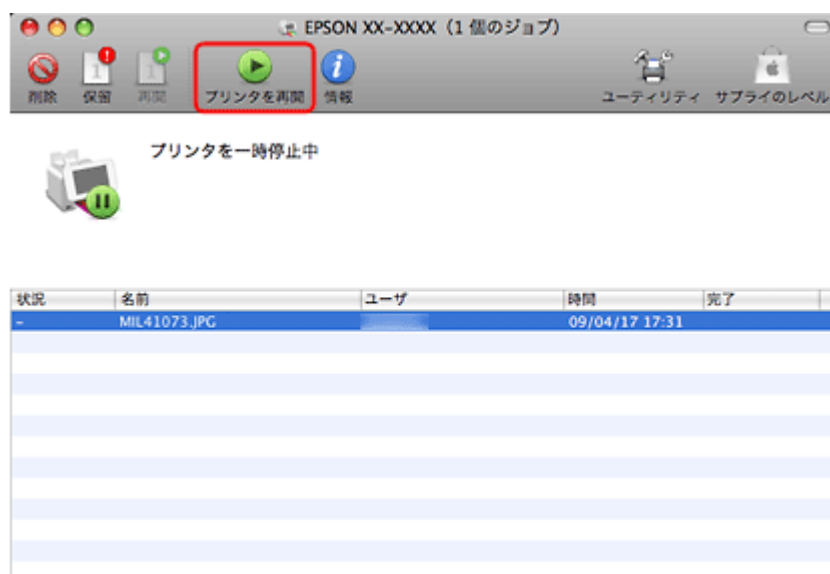 EPSON XX-XXXX（1 個のジョブ）
削除 保留 再開 プリンタを再開 情報 ユーティリティ サプライのレベル
プリンタを一時停止中
状況 名前 ユーザ 時間 完了
- MIL41073.JPG 09/04/17 17:31